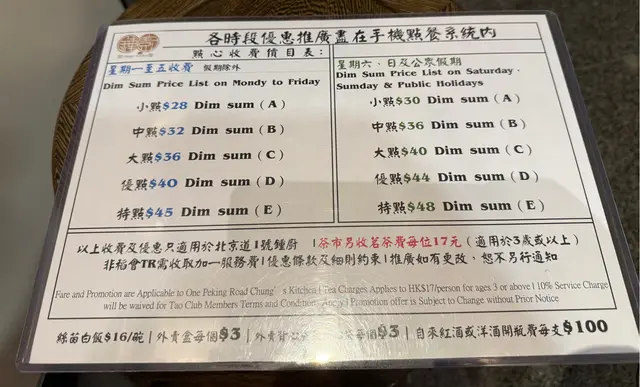 各時段優惠推廣盡在手機點餐系統內
點心收費價目表:
星期一至五收費 假期除外
Dim Sum Price List on Mondy to Friday
小點$28 Dim sum ( A )
中點$32 Dim sum ( B )
大點$36 Dim sum ( C )
優點$40 Dim sum ( D )
特點$45 Dim sum ( E )
星期六、日及公眾假期
Dim Sum Price List on Saturday、
Sumday & Public Holidays
小點$30 Dim sum ( A )
中點$36 Dim sum ( B )
大點$40 Dim sum ( C )
優點$44 Dim sum ( D )
特點$48 Dim sum ( E )
以上收費及優惠只適用於北京道1號鍾廚 |茶市另收茗茶費每位17元 (適用於3歲或以上)
非稻會TR需收取加一服務費|優惠條款及細則約束|推廣如有更改,恕不另行通知
Fare and Promotion are Applicable to One Peking Road Chung's Kitchen | Tea Charges Applies to HK$17/person for ages 3 or above | 10% Service Charge
will be waived for Tao Club Members Terms and Condition promotion offer is Subject to Change without Prior Notice
絲苗白飯$16/碗 | 外賣盒每個$3 | 外賣 每個$3 | 自來紅酒或洋酒開瓶費每支$100